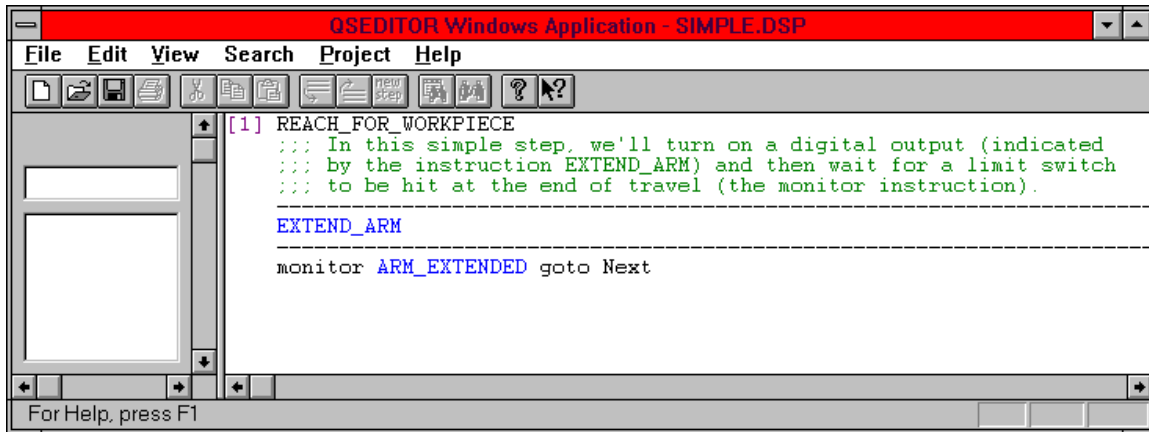 QSEDITOR Windows Application - SIMPLE.DSP
File Edit View Search Project Help
new step
[1] REACH_FOR_WORKPIECE
;;; In this simple step, we'll turn on a digital output (indicated
;;; by the instruction EXTEND_ARM) and then wait for a limit switch
;;; to be hit at the end of travel (the monitor instruction).
EXTEND_ARM
monitor ARM_EXTENDED goto Next
For Help, press F1